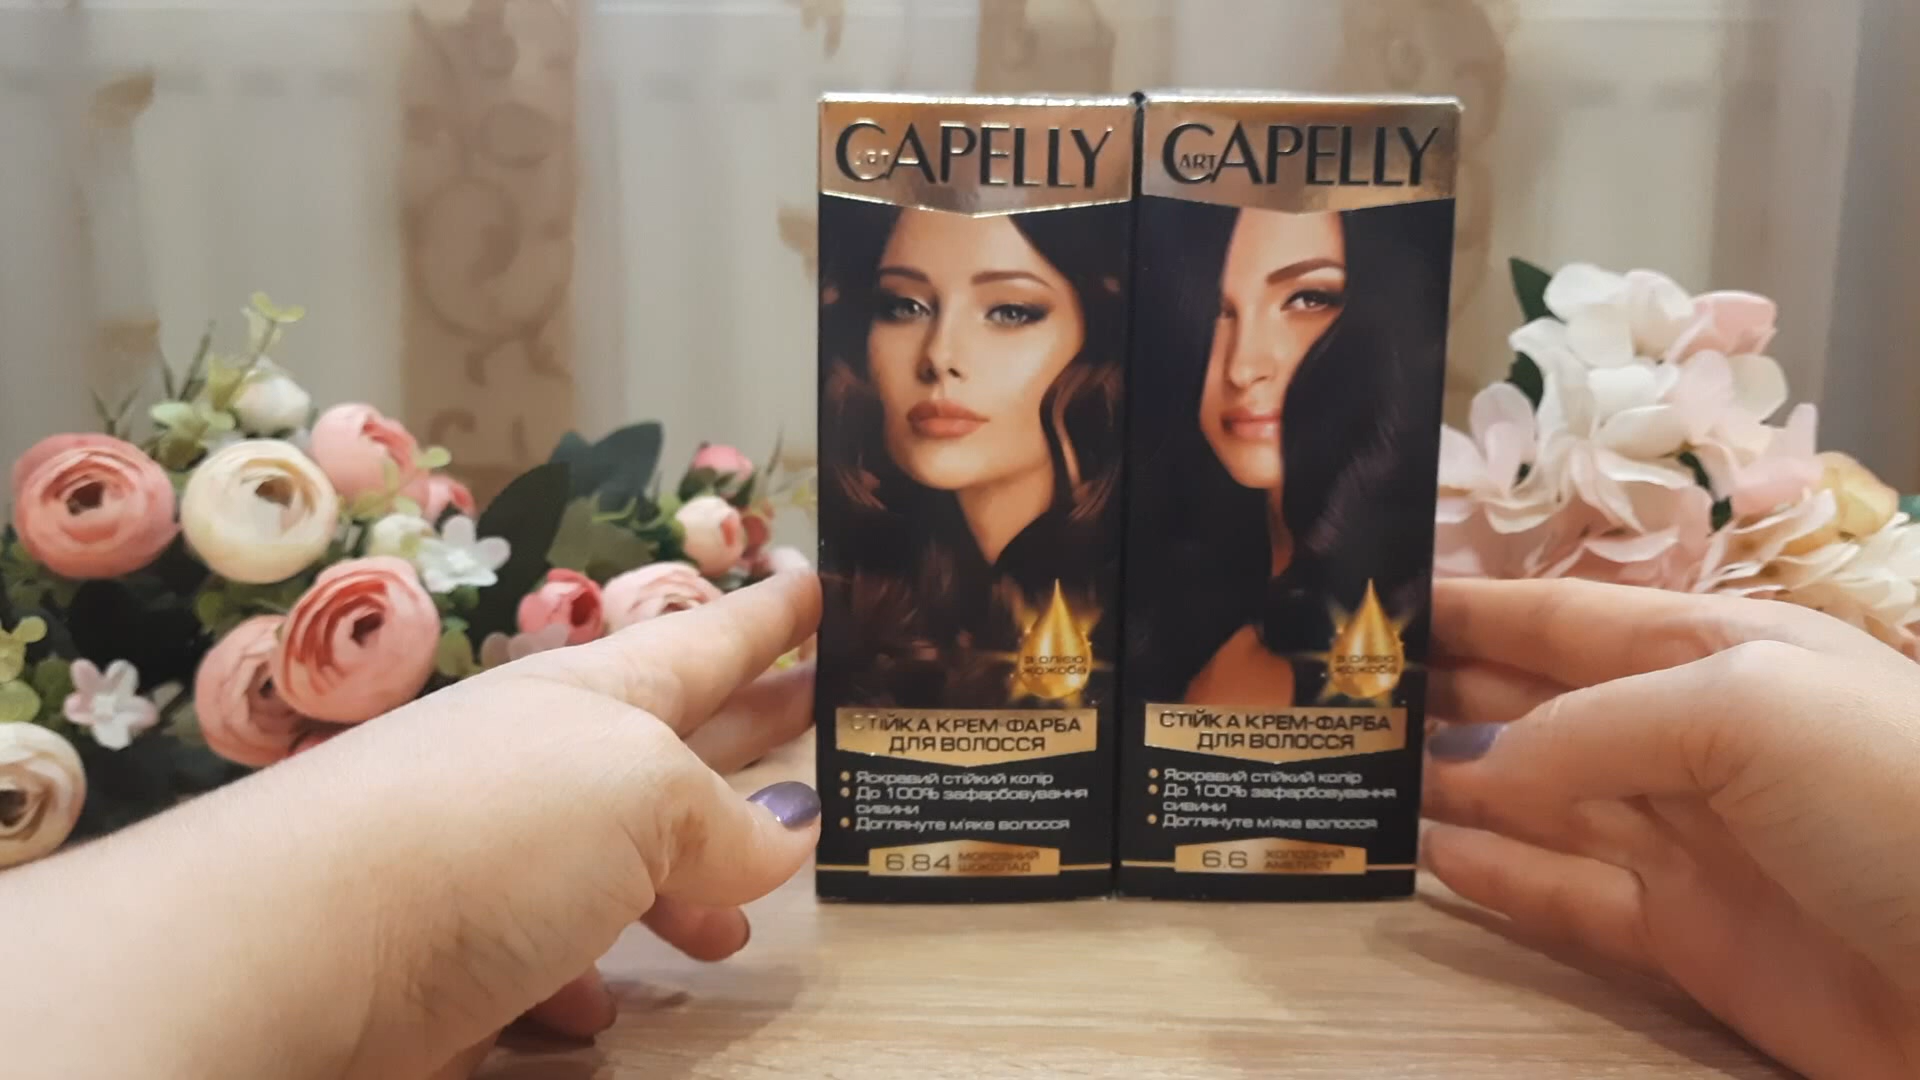 CAPELLY
ART
з олією
жожоба
СТІЙКА КРЕМ-ФАРБА
ДЛЯ ВОЛОССЯ
Яскравий стійкий колір
До 100% зафарбовування
сивини
Доглянуте м'яке волосся
6.84 МОРОЗНИЙ
ШОКОЛАД
CAPELLY
ART
з олією
жожоба
СТІЙКА КРЕМ-ФАРБА
ДЛЯ ВОЛОССЯ
Яскравий стійкий колір
До 100% зафарбовування
сивини
Доглянуте м'яке волосся
6.6 ХОЛОДНИЙ
АМЕТИСТ